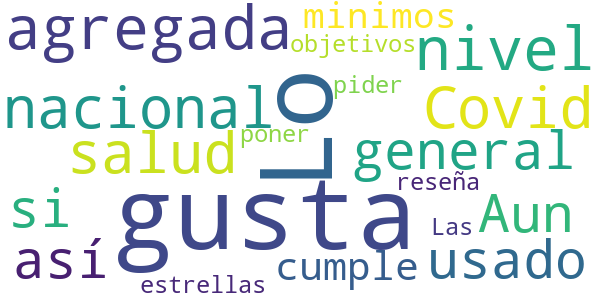 agregada
minimos
objetivos
nivel
nacional
Lo
pider
Covid
salud
poner
general
gusta
reseña
si
Las
Aun
así
estrellas
cumple
usado